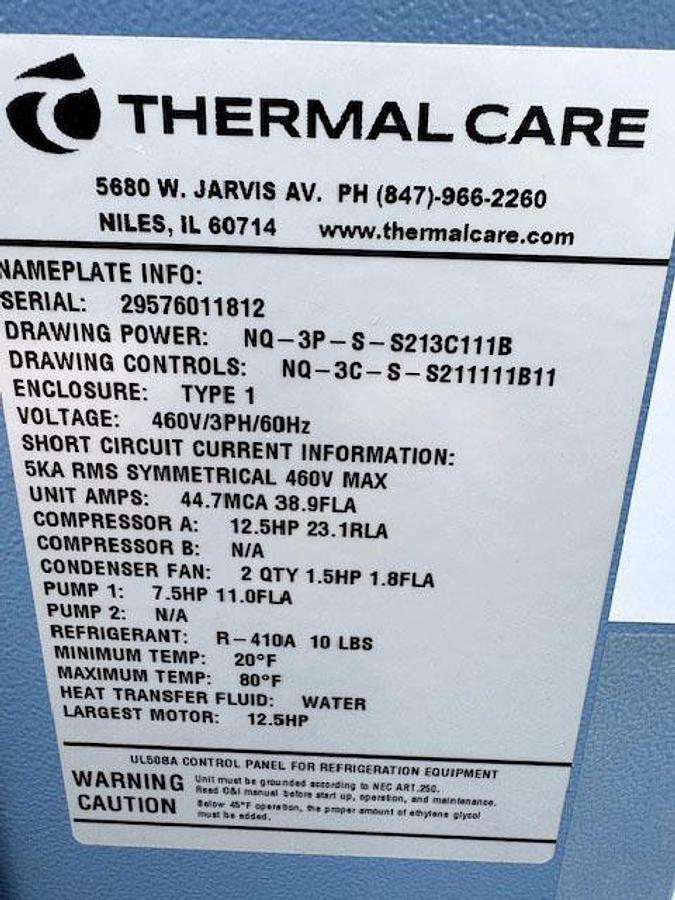 THERMAL CARE
5680 W. JARVIS AV. PH (847)-966-2260
NILES, IL 60714 www.thermalcare.com
NAMEPLATE INFO:
SERIAL: 29576011812
DRAWING POWER: NQ-3P-S-S213C111B
DRAWING CONTROLS: NQ-3C-S-S211111B11
ENCLOSURE: TYPE 1
VOLTAGE: 460V/3PH/60Hz
SHORT CIRCUIT CURRENT INFORMATION:
5KA RMS SYMMETRICAL 460V MAX
UNIT AMPS: 44.7MCA 38.9FLA
COMPRESSOR A: 12.5HP 23.1RLA
COMPRESSOR B: N/A
CONDENSER FAN: 2 QTY 1.5HP 1.8FLA
PUMP 1: 7.5HP 11.0FLA
PUMP 2: N/A
REFRIGERANT: R-410A 10 LBS
MINIMUM TEMP: 20°F
MAXIMUM TEMP: 80°F
HEAT TRANSFER FLUID: WATER
LARGEST MOTOR: 12.5HP
UL508A CONTROL PANEL FOR REFRIGERATION EQUIPMENT
WARNING
CAUTION
Unit must be grounded according to NEC ART.250.
Read O&I manual before start up, operation, and maintenance.
Below 45°F operation, the proper amount of ethylene glycol
must be added.